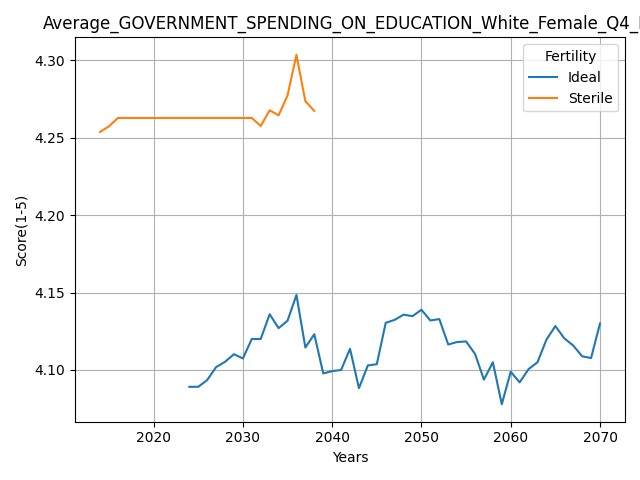 Average_GOVERNMENT_SPENDING_ON_EDUCATION_White_Female_Q4_
Fertility
Ideal
Sterile
4.30
4.25
4.20
4.15
4.10
Score(1-5)
2020 2030 2040 2050 2060 2070
Years